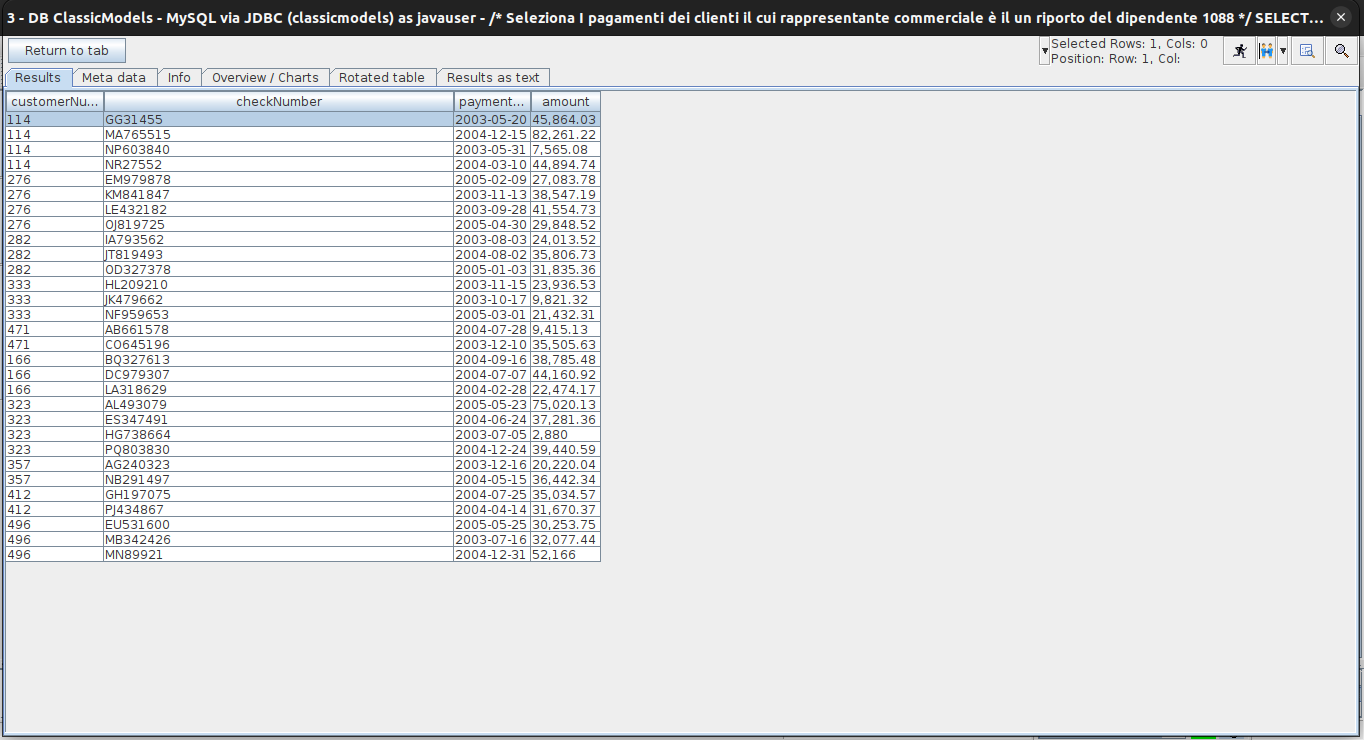 3 - DB ClassicModels - MySQL via JDBC (classicmodels) as javauser - /* Seleziona I pagamenti dei clienti il cui rappresentante commerciale è il un riporto del dipendente 1088 */ SELECT...
Return to tab
Selected Rows: 1, Cols: 0
Position: Row: 1, Col:
Results Meta data Info Overview / Charts Rotated table Results as text
customerNu... checkNumber payment... amount
114 GG31455 2003-05-20 45,864.03
114 MA765515 2004-12-15 82,261.22
114 NP603840 2003-05-31 7,565.08
114 NR27552 2004-03-10 44,894.74
276 EM979878 2005-02-09 27,083.78
276 KM841847 2003-11-13 38,547.19
276 LE432182 2003-09-28 41,554.73
276 OJ819725 2005-04-30 29,848.52
282 IA793562 2003-08-03 24,013.52
282 JT819493 2004-08-02 35,806.73
282 OD327378 2005-01-03 31,835.36
333 HL209210 2003-11-15 23,936.53
333 JK479662 2003-10-17 9,821.32
333 NF959653 2005-03-01 21,432.31
471 AB661578 2004-07-28 9,415.13
471 CO645196 2003-12-10 35,505.63
166 BQ327613 2004-09-16 38,785.48
166 DC979307 2004-07-07 44,160.92
166 LA318629 2004-02-28 22,474.17
323 AL493079 2005-05-23 75,020.13
323 ES347491 2004-06-24 37,281.36
323 HG738664 2003-07-05 2,880
323 PQ803830 2004-12-24 39,440.59
357 AG240323 2003-12-16 20,220.04
357 NB291497 2004-05-15 36,442.34
412 GH197075 2004-07-25 35,034.57
412 PJ434867 2004-04-14 31,670.37
496 EU531600 2005-05-25 30,253.75
496 MB342426 2003-07-16 32,077.44
496 MN89921 2004-12-31 52,166